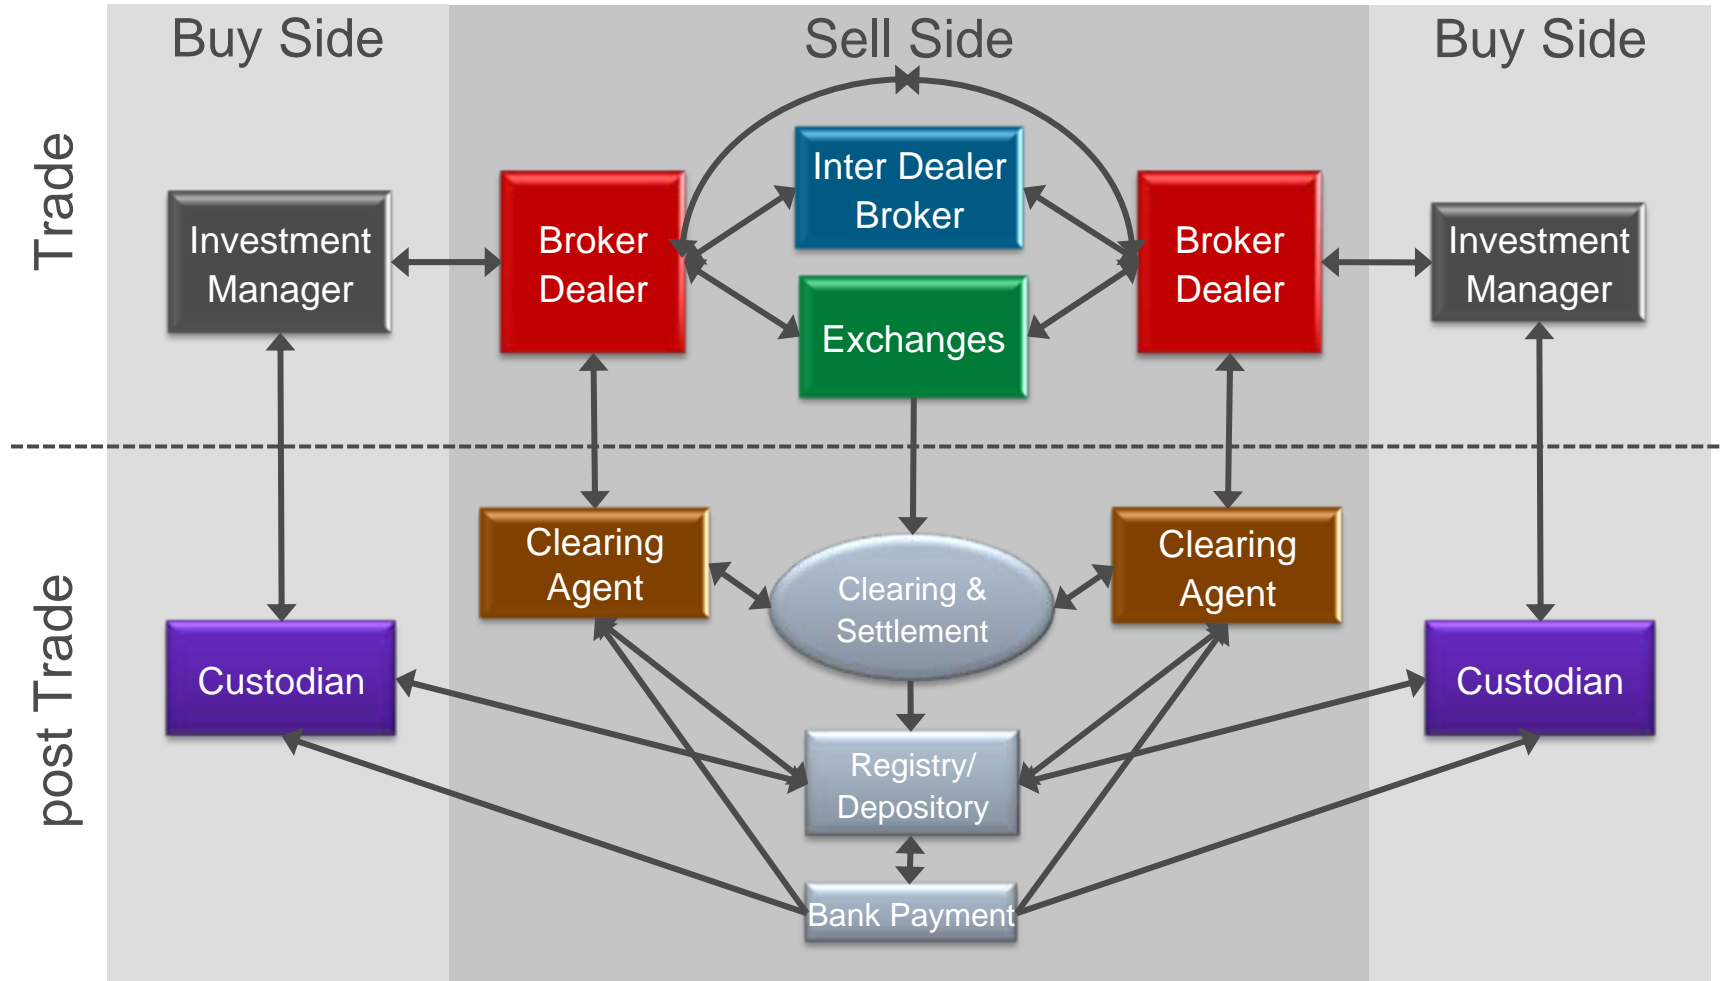 Buy Side
Sell Side
Buy Side
Trade
Investment
Manager
Broker
Dealer
Inter Dealer
Broker
Exchanges
Broker
Dealer
Investment
Manager
post Trade
Custodian
Clearing
Agent
Clearing &
Settlement
Clearing
Agent
Custodian
Registry/
Depository
Bank Payment